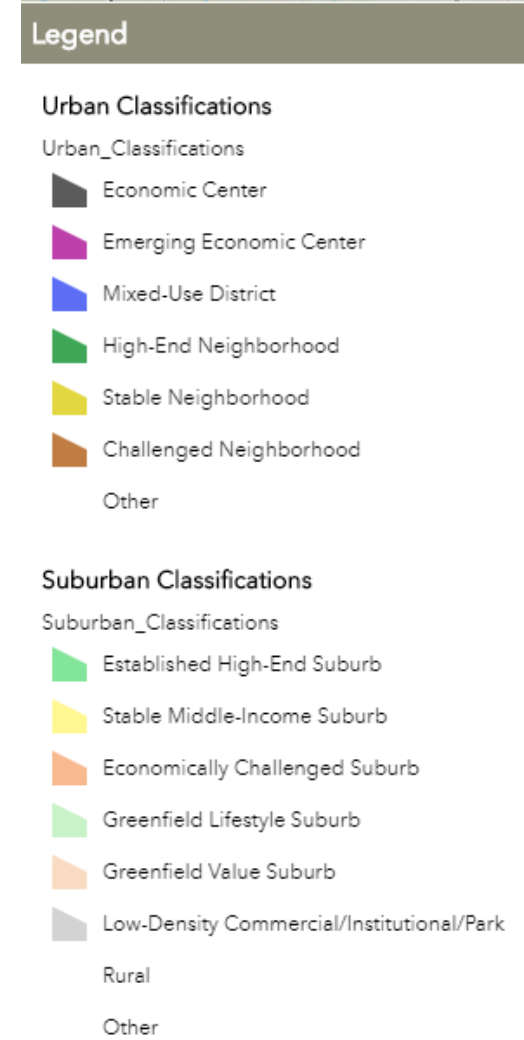 Legend
Urban Classifications
Urban_Classifications
Economic Center
Emerging Economic Center
Mixed-Use District
High-End Neighborhood
Stable Neighborhood
Challenged Neighborhood
Other
Suburban Classifications
Suburban_Classifications
Established High-End Suburb
Stable Middle-Income Suburb
Economically Challenged Suburb
Greenfield Lifestyle Suburb
Greenfield Value Suburb
Low-Density Commercial/Institutional/Park
Rural
Other